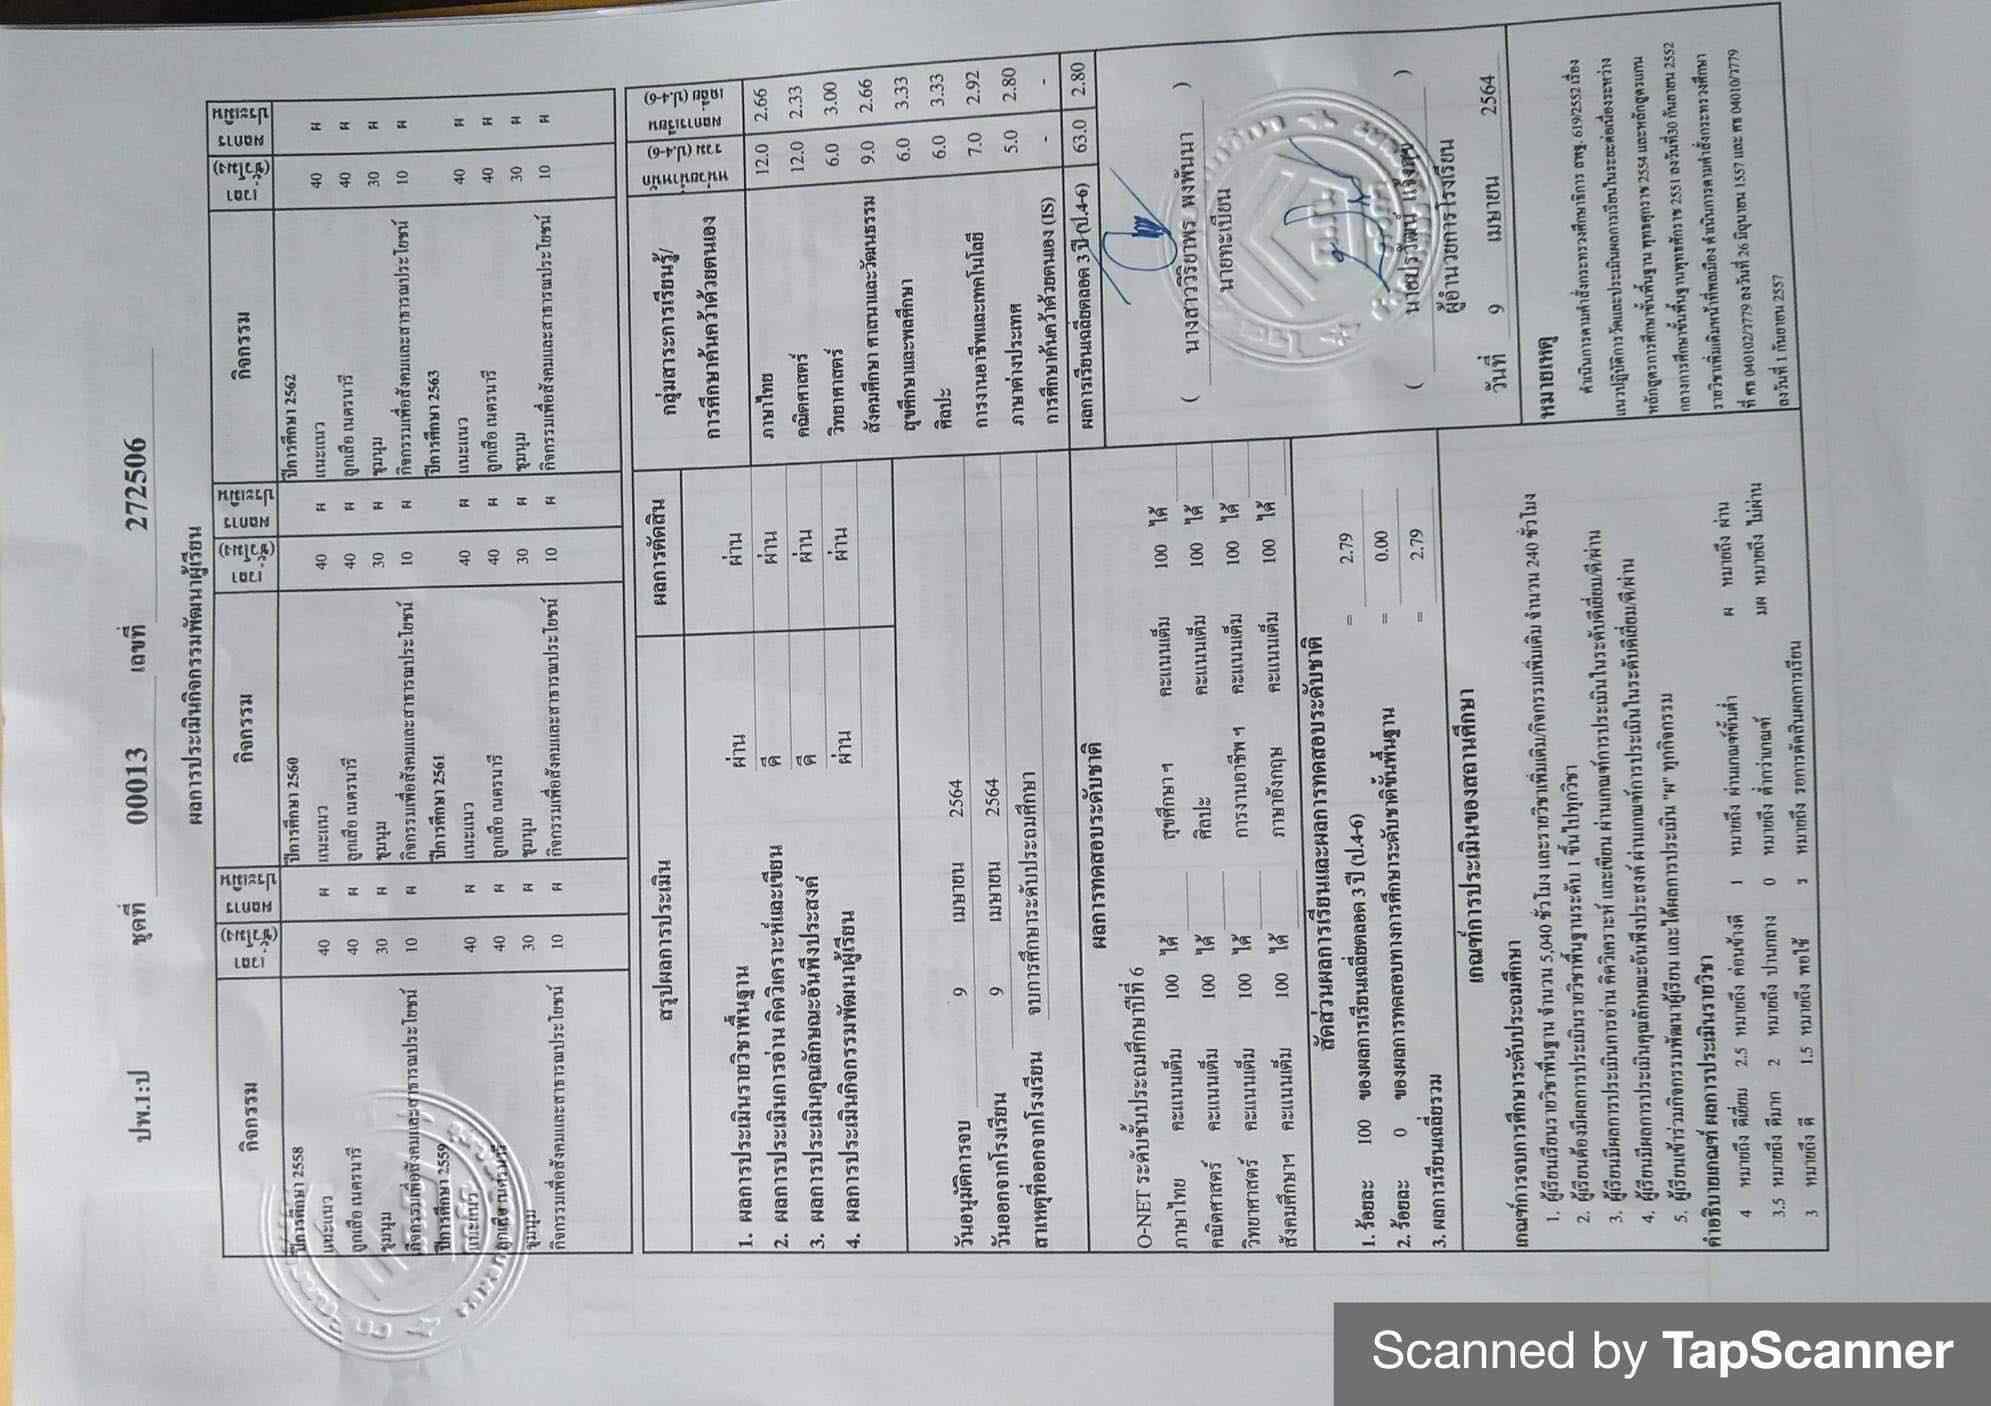 ปพ.1:ป ชุดที่ 00013 เลขที่ 272506
ผลการประเมินกิจกรรมพัฒนาผู้เรียน
กิจกรรม เวลา (ชั่วโมง) ผลการประเมิน กิจกรรม เวลา (ชั่วโมง) ผลการประเมิน กิจกรรม เวลา (ชั่วโมง) ผลการประเมิน
ปีการศึกษา 2558 ปีการศึกษา 2560 ปีการศึกษา 2562
แนะแนว 40 ผ แนะแนว 40 ผ แนะแนว 40 ผ
ลูกเสือ เนตรนารี 40 ผ ลูกเสือ เนตรนารี 40 ผ ลูกเสือ เนตรนารี 40 ผ
ชุมนุม 30 ผ ชุมนุม 30 ผ ชุมนุม 30 ผ
กิจกรรมเพื่อสังคมและสาธารณประโยชน์ 10 ผ กิจกรรมเพื่อสังคมและสาธารณประโยชน์ 10 ผ กิจกรรมเพื่อสังคมและสาธารณประโยชน์ 10 ผ
ปีการศึกษา 2559 ปีการศึกษา 2561 ปีการศึกษา 2563
แนะแนว 40 ผ แนะแนว 40 ผ แนะแนว 40 ผ
ลูกเสือ เนตรนารี 40 ผ ลูกเสือ เนตรนารี 40 ผ ลูกเสือ เนตรนารี 40 ผ
ชุมนุม 30 ผ ชุมนุม 30 ผ ชุมนุม 30 ผ
กิจกรรมเพื่อสังคมและสาธารณประโยชน์ 10 ผ กิจกรรมเพื่อสังคมและสาธารณประโยชน์ 10 ผ กิจกรรมเพื่อสังคมและสาธารณประโยชน์ 10 ผ
สรุปผลการประเมิน ผลการตัดสิน
1. ผลการประเมินรายวิชาพื้นฐาน ผ่าน ผ่าน
2. ผลการประเมินการอ่าน คิดวิเคราะห์และเขียน ดี ผ่าน
3. ผลการประเมินคุณลักษณะอันพึงประสงค์ ดี ผ่าน
4. ผลการประเมินกิจกรรมพัฒนาผู้เรียน ผ่าน ผ่าน
วันอนุมัติการจบ 9 เมษายน 2564
วันออกจากโรงเรียน 9 เมษายน 2564
สาเหตุที่ออกจากโรงเรียน จบการศึกษาระดับประถมศึกษา
กลุ่มสาระการเรียนรู้/ การศึกษาค้นคว้าด้วยตนเอง หน่วยน้ำหนักรวม (ป.4-6) ผลการเรียนเฉลี่ย (ป.4-6)
ภาษาไทย 12.0 2.66
คณิตศาสตร์ 12.0 2.33
วิทยาศาสตร์ 6.0 3.00
สังคมศึกษา ศาสนาและวัฒนธรรม 9.0 2.66
สุขศึกษาและพลศึกษา 6.0 3.33
ศิลปะ 6.0 3.33
การงานอาชีพและเทคโนโลยี 7.0 2.92
ภาษาต่างประเทศ 5.0 2.80
การศึกษาค้นคว้าด้วยตนเอง (IS) - -
ผลการเรียนเฉลี่ยตลอด 3 ปี (ป.4-6) 63.0 2.80
ผลการทดสอบระดับชาติ
O-NET ระดับชั้นประถมศึกษาปีที่ 6
ภาษาไทย คะแนนเต็ม 100 ได้ สุขศึกษา ฯ คะแนนเต็ม 100 ได้
คณิตศาสตร์ คะแนนเต็ม 100 ได้ ศิลปะ คะแนนเต็ม 100 ได้
วิทยาศาสตร์ คะแนนเต็ม 100 ได้ การงานอาชีพ ฯ คะแนนเต็ม 100 ได้
สังคมศึกษาฯ คะแนนเต็ม 100 ได้ ภาษาอังกฤษ คะแนนเต็ม 100 ได้
สัดส่วนผลการเรียนและผลการทดสอบระดับชาติ
1. ร้อยละ 100 ของผลการเรียนเฉลี่ยตลอด 3 ปี (ป.4-6) = 2.79
2. ร้อยละ 0 ของผลการทดสอบทางการศึกษาระดับชาติขั้นพื้นฐาน = 0.00
3. ผลการเรียนเฉลี่ยรวม = 2.79
( นางสาววิริยาพร พงพันนา )
นายทะเบียน
( )
ผู้อำนวยการโรงเรียน
วันที่ 9 เมษายน 2564
เกณฑ์การประเมินของสถานศึกษา
เกณฑ์การจบการศึกษาระดับประถมศึกษา
1. ผู้เรียนเรียนรายวิชาพื้นฐาน จำนวน 5,040 ชั่วโมง และรายวิชาเพิ่มเติม/กิจกรรมเพิ่มเติม จำนวน 240 ชั่วโมง
2. ผู้เรียนต้องมีผลการประเมินรายวิชาพื้นฐานระดับ 1 ขึ้นไปทุกวิชา
3. ผู้เรียนมีผลการประเมินการอ่าน คิดวิเคราะห์ และเขียน ผ่านเกณฑ์การประเมินในระดับดีเยี่ยม/ดี/ผ่าน
4. ผู้เรียนมีผลการประเมินคุณลักษณะอันพึงประสงค์ ผ่านเกณฑ์การประเมินในระดับดีเยี่ยม/ดี/ผ่าน
5. ผู้เรียนเข้าร่วมกิจกรรมพัฒนาผู้เรียน และได้ผลการประเมิน "ผ" ทุกกิจกรรม
คำอธิบายเกณฑ์ ผลการประเมินรายวิชา
4 หมายถึง ดีเยี่ยม 2.5 หมายถึง ค่อนข้างดี 1 หมายถึง ผ่านเกณฑ์ขั้นต่ำ ผ หมายถึง ผ่าน
3.5 หมายถึง ดีมาก 2 หมายถึง ปานกลาง 0 หมายถึง ต่ำกว่าเกณฑ์ มผ หมายถึง ไม่ผ่าน
3 หมายถึง ดี 1.5 หมายถึง พอใช้ ร หมายถึง รอการตัดสินผลการเรียน
หมายเหตุ
ดำเนินการตามคำสั่งกระทรวงศึกษาธิการ สพฐ. 619/2552 เรื่อง
แนวปฏิบัติการวัดและประเมินผลการเรียนในระยะต่อเนื่องระหว่าง
หลักสูตรการศึกษาขั้นพื้นฐาน พุทธศักราช 2554 และหลักสูตรแกน
กลางการศึกษาขั้นพื้นฐานพุทธศักราช 2551 ลงวันที่30 กันยายน 2552
รายวิชาเพิ่มเติมหน้าที่พลเมือง ดำเนินการตามคำสั่งกระทรวงศึกษา
ที่ ศธ 040102/ว779 ลงวันที่ 26 มิถุนายน 1557 และ ศธ 04010/ว779
ลงวันที่ 1 กันยายน 2557
Scanned by TapScanner